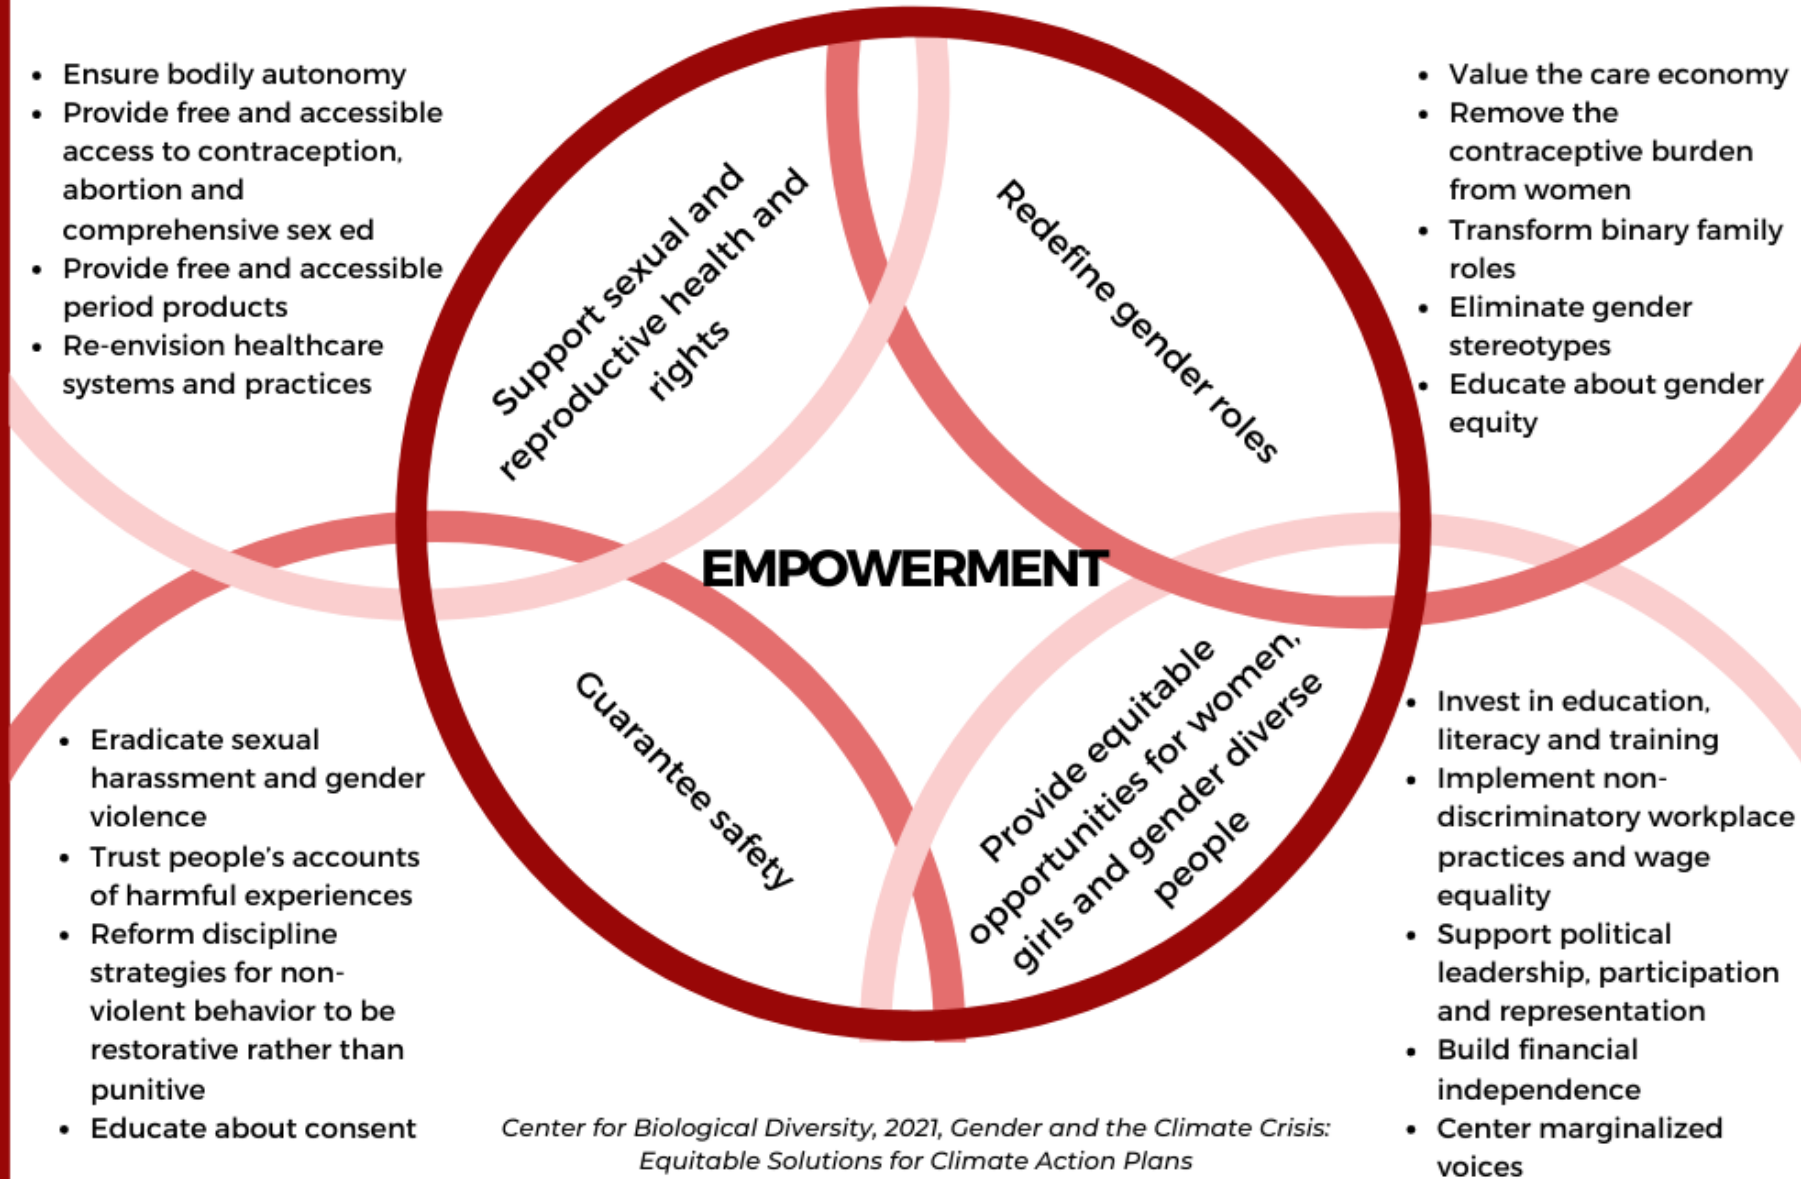 • Ensure bodily autonomy
• Provide free and accessible
access to contraception,
abortion and
comprehensive sex ed
• Provide free and accessible
period products
• Re-envision healthcare
systems and practices
Support sexual and
reproductive health and
rights
Redefine gender roles
• Value the care economy
• Remove the
contraceptive burden
from women
• Transform binary family
roles
• Eliminate gender
stereotypes
• Educate about gender
equity
EMPOWERMENT
• Eradicate sexual
harassment and gender
violence
• Trust people's accounts
of harmful experiences
• Reform discipline
strategies for non-
violent behavior to be
restorative rather than
punitive
• Educate about consent
Guarantee safety
Provide equitable
opportunities for women,
girls and gender diverse
people
• Invest in education,
literacy and training
• Implement non-
discriminatory workplace
practices and wage
equality
• Support political
leadership, participation
and representation
• Build financial
independence
• Center marginalized
voices
Center for Biological Diversity, 2021, Gender and the Climate Crisis:
Equitable Solutions for Climate Action Plans